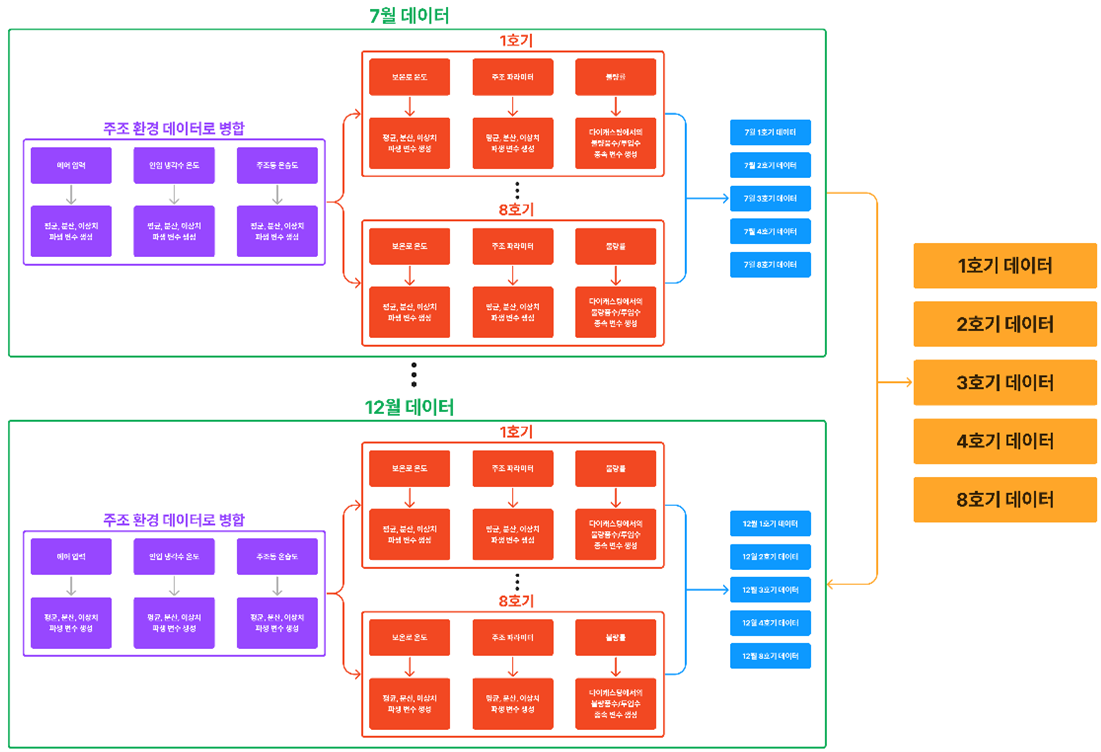 7월 데이터
1호기
보온로 온도
주조 파라미터
불량률
평균, 분산, 이상치
파생 변수 생성
평균, 분산, 이상치
파생 변수 생성
다이캐스팅에서의
불량품수/투입수
종속 변수 생성
주조 환경 데이터로 병합
에어 압력
인입 냉각수 온도
주조동 온습도
평균, 분산, 이상치
파생 변수 생성
평균, 분산, 이상치
파생 변수 생성
평균, 분산, 이상치
파생 변수 생성
8호기
보온로 온도
주조 파라미터
불량률
평균, 분산, 이상치
파생 변수 생성
평균, 분산, 이상치
파생 변수 생성
다이캐스팅에서의
불량품수/투입수
종속 변수 생성
7월 1호기 데이터
7월 2호기 데이터
7월 3호기 데이터
7월 4호기 데이터
7월 8호기 데이터
12월 데이터
1호기
보온로 온도
주조 파라미터
불량률
평균, 분산, 이상치
파생 변수 생성
평균, 분산, 이상치
파생 변수 생성
다이캐스팅에서의
불량품수/투입수
종속 변수 생성
주조 환경 데이터로 병합
에어 압력
인입 냉각수 온도
주조동 온습도
평균, 분산, 이상치
파생 변수 생성
평균, 분산, 이상치
파생 변수 생성
평균, 분산, 이상치
파생 변수 생성
8호기
보온로 온도
주조 파라미터
불량률
평균, 분산, 이상치
파생 변수 생성
평균, 분산, 이상치
파생 변수 생성
다이캐스팅에서의
불량품수/투입수
종속 변수 생성
12월 1호기 데이터
12월 2호기 데이터
12월 3호기 데이터
12월 4호기 데이터
12월 8호기 데이터
1호기 데이터
2호기 데이터
3호기 데이터
4호기 데이터
8호기 데이터